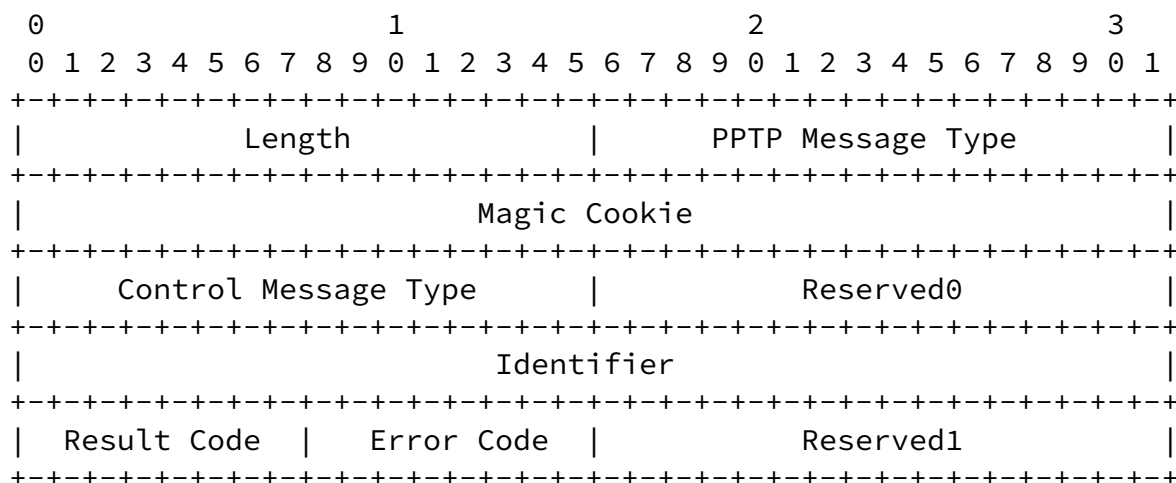 0                   1                   2                   3
 0 1 2 3 4 5 6 7 8 9 0 1 2 3 4 5 6 7 8 9 0 1 2 3 4 5 6 7 8 9 0 1
+-+-+-+-+-+-+-+-+-+-+-+-+-+-+-+-+-+-+-+-+-+-+-+-+-+-+-+-+-+-+-+-+
|            Length             |      PPTP Message Type        |
+-+-+-+-+-+-+-+-+-+-+-+-+-+-+-+-+-+-+-+-+-+-+-+-+-+-+-+-+-+-+-+-+
|                         Magic Cookie                          |
+-+-+-+-+-+-+-+-+-+-+-+-+-+-+-+-+-+-+-+-+-+-+-+-+-+-+-+-+-+-+-+-+
|     Control Message Type      |           Reserved0           |
+-+-+-+-+-+-+-+-+-+-+-+-+-+-+-+-+-+-+-+-+-+-+-+-+-+-+-+-+-+-+-+-+
|                          Identifier                           |
+-+-+-+-+-+-+-+-+-+-+-+-+-+-+-+-+-+-+-+-+-+-+-+-+-+-+-+-+-+-+-+-+
|  Result Code  |   Error Code  |           Reserved1           |
+-+-+-+-+-+-+-+-+-+-+-+-+-+-+-+-+-+-+-+-+-+-+-+-+-+-+-+-+-+-+-+-+